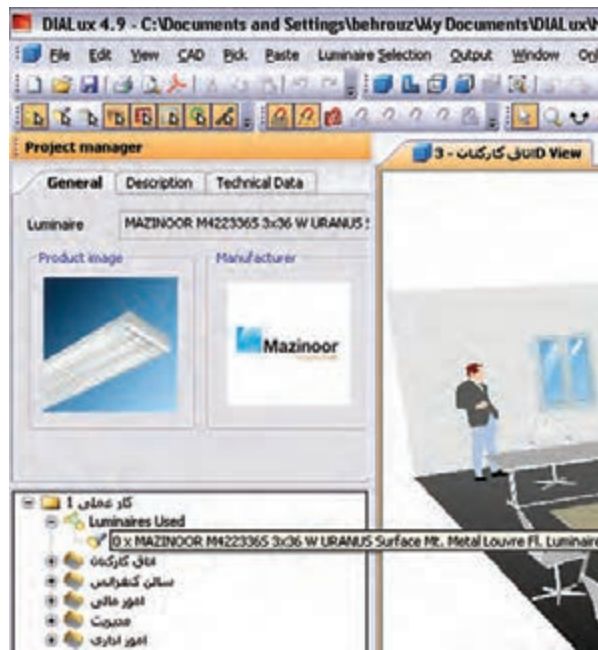 DIALux 4.9 - C:\Documents and Settings\behrouz\My Documents\DIALux\
File Edit View CAD Pick Paste Luminaire Selection Output Window
Project manager
اتاق کارکنان - 3D View
General Description Technical Data
Luminaire MAZINOOR M4223365 3x36 W URANUS
Product image Manufacturer
Mazinoor
کار عملی 1
Luminaires Used
0 x MAZINOOR M4223365 3x36 W URANUS Surface Mt. Metal Louvre Fl. Luminaire
اتاق کارکنان
سالن کنفرانس
امور مالی
مدیریت
امور اداری